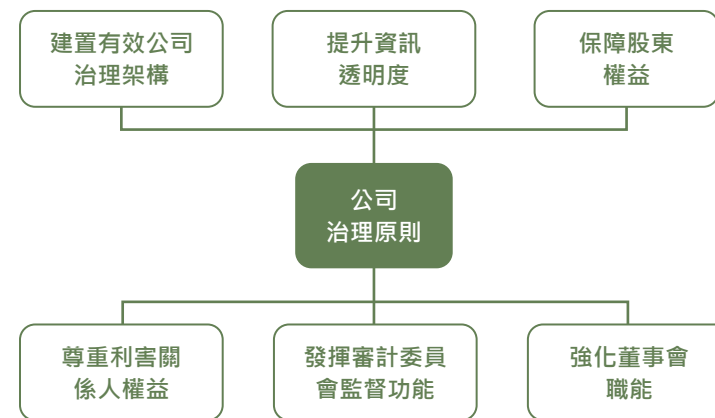 建置有效公司
治理架構
提升資訊
透明度
保障股東
權益
公司
治理原則
尊重利害關
係人權益
發揮審計委員
會監督功能
強化董事會
職能